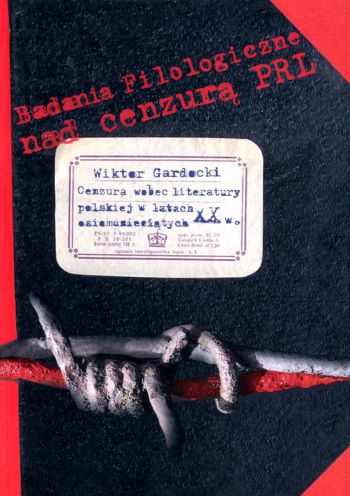 Badania Filologiczne
nad cenzurą PRL
Wiktor Gardocki
Cenzura wobec literatury
polskiej w latach
osiemdziesiątych XX w.